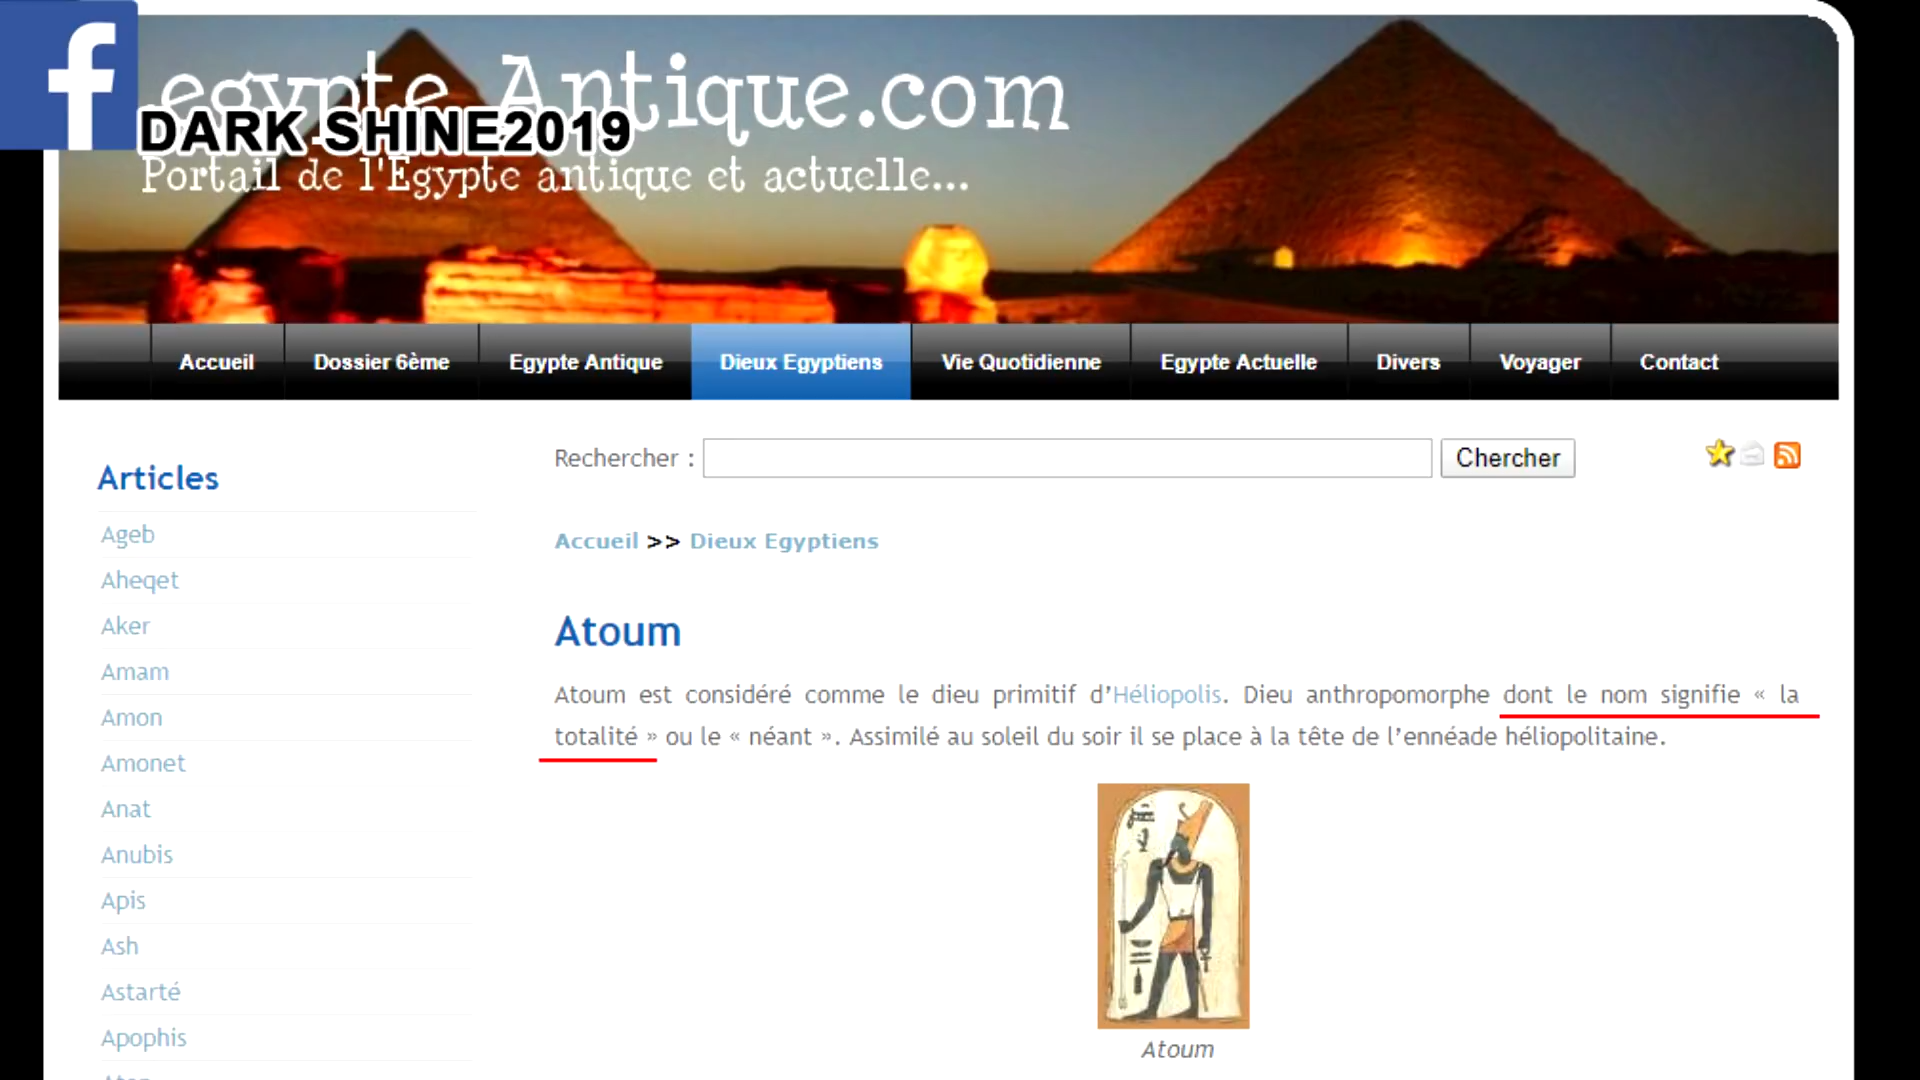 egypte Antique.com
DARK SHINE2019
Portail de l'Egypte antique et actuelle...
Accueil Dossier 6ème Egypte Antique Dieux Egyptiens Vie Quotidienne Egypte Actuelle Divers Voyager Contact
Rechercher : Chercher
Articles
Ageb
Aheqet
Aker
Amam
Amon
Amonet
Anat
Anubis
Apis
Ash
Astarté
Apophis
Accueil >> Dieux Egyptiens
Atoum
Atoum est considéré comme le dieu primitif d’Héliopolis. Dieu anthropomorphe dont le nom signifie « la
totalité » ou le « néant ». Assimilé au soleil du soir il se place à la tête de l’ennéade héliopolitaine.
Atoum